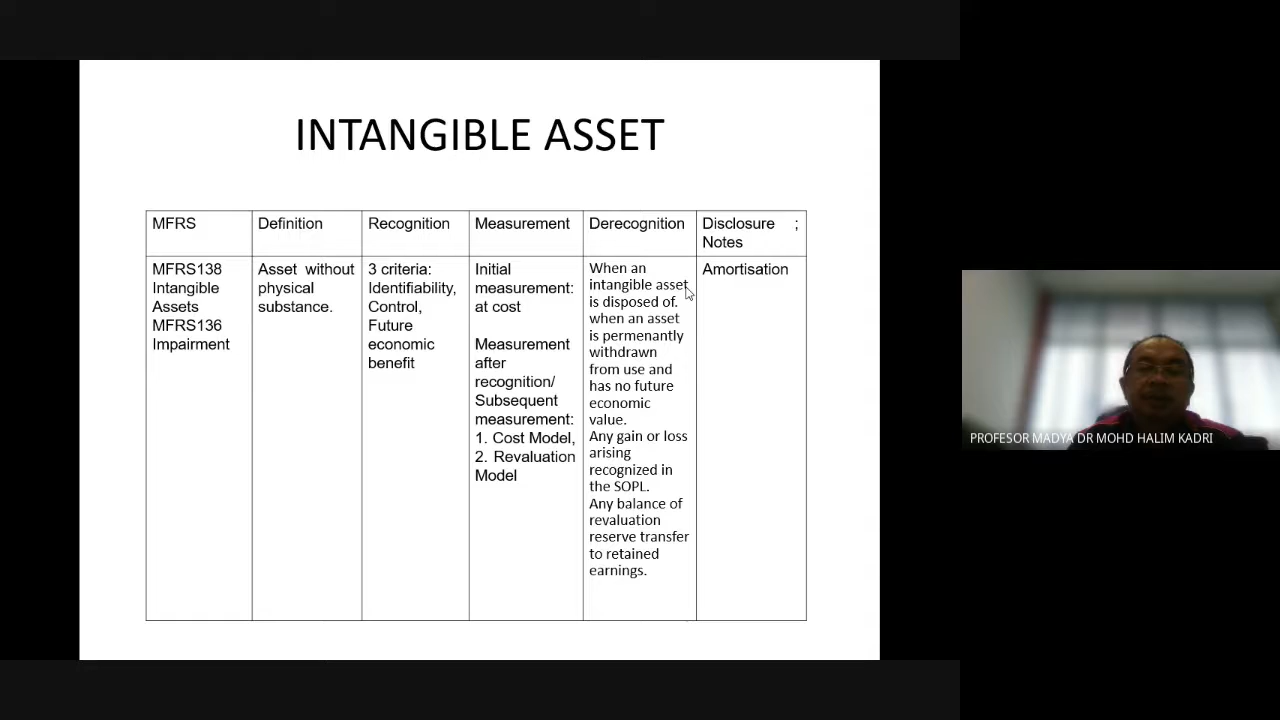 INTANGIBLE ASSET
MFRS
Definition
Recognition
Measurement
Derecognition
Disclosure ;
Notes
MFRS138
Intangible
Assets
MFRS136
Impairment
Asset without
physical
substance.
3 criteria:
Identifiability,
Control,
Future
economic
benefit
Initial
measurement:
at cost
Measurement
after
recognition/
Subsequent
measurement:
1. Cost Model,
2. Revaluation
Model
When an
intangible asset
is disposed of.
when an asset
is permenantly
withdrawn
from use and
has no future
economic
value.
Any gain or loss
arising
recognized in
the SOPL.
Any balance of
revaluation
reserve transfer
to retained
earnings.
Amortisation
PROFESOR MADYA DR MOHD HALIM KADRI